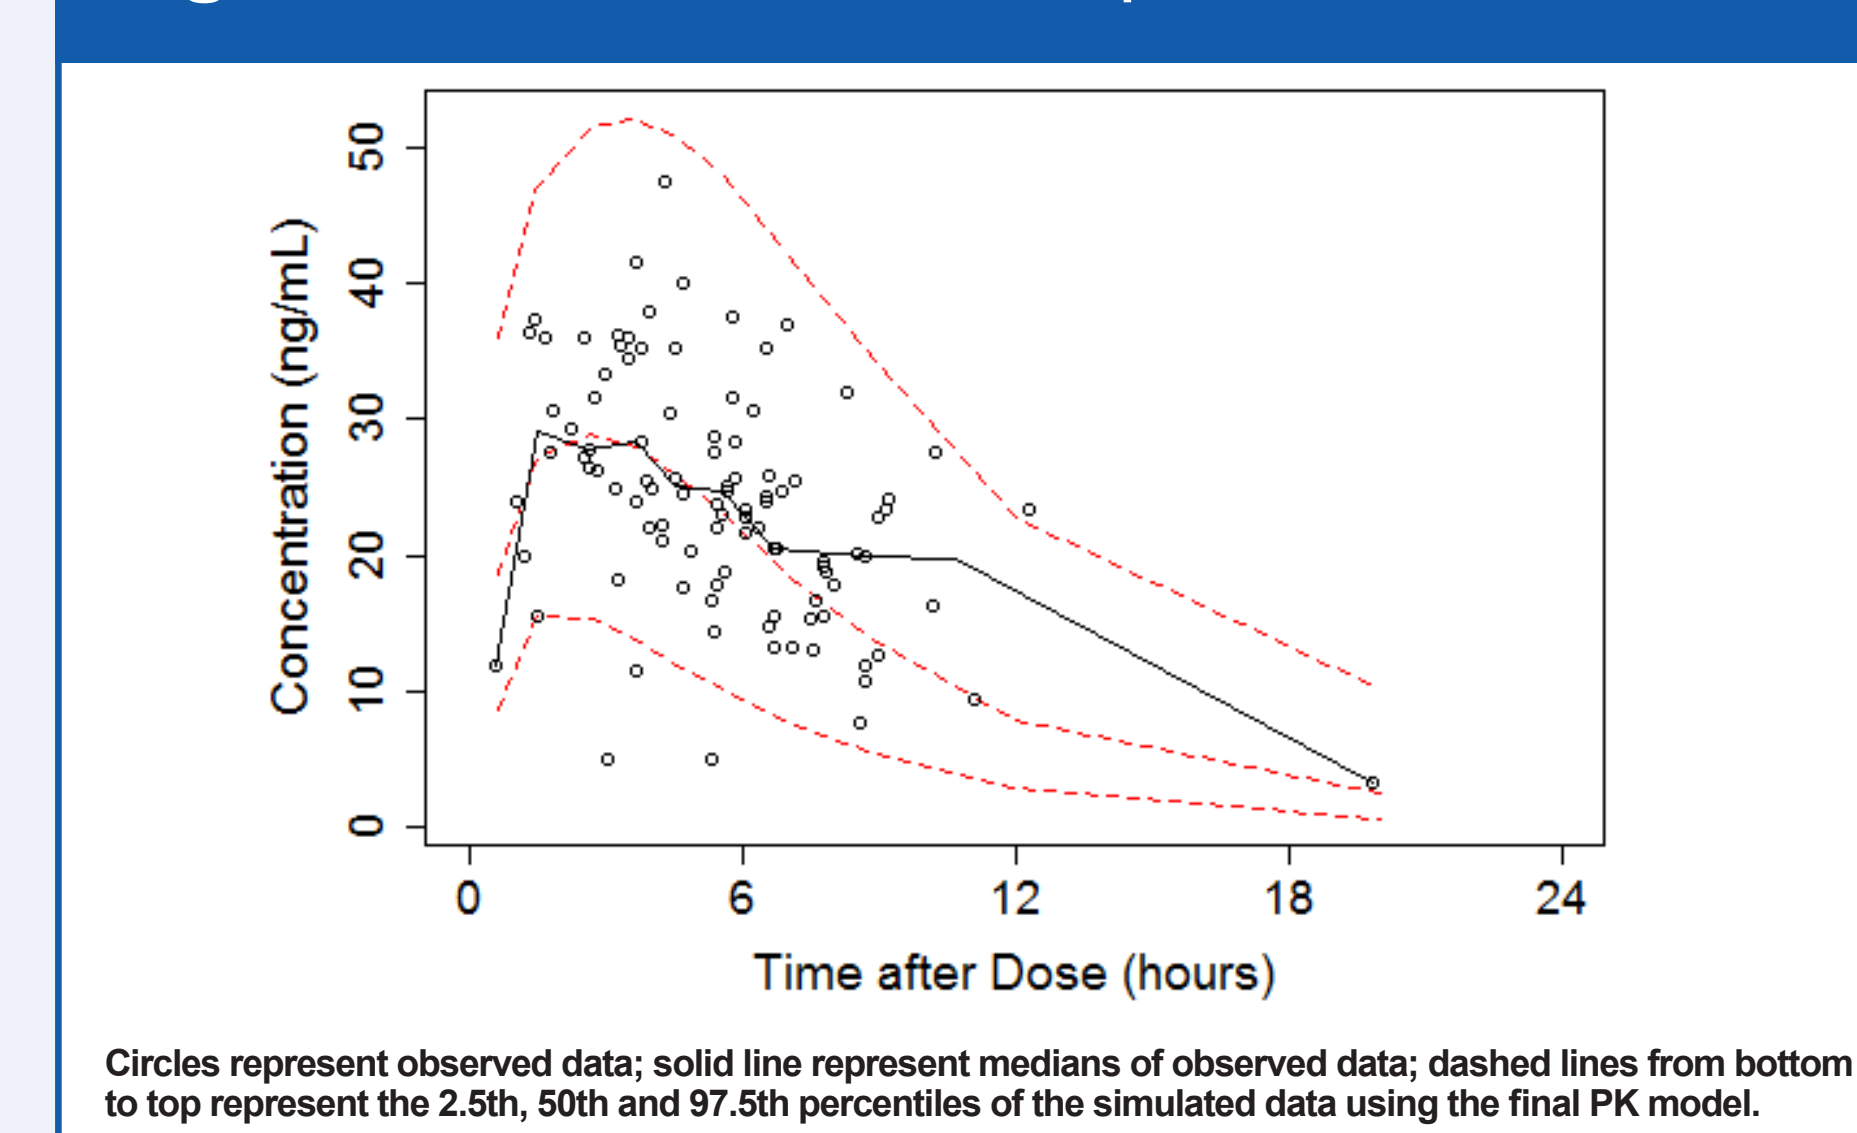 50
40
30
20
10
0
Concentration (ng/mL)
0 6 12 18 24
Time after Dose (hours)
Circles represent observed data; solid line represent medians of observed data; dashed lines from bottom
to top represent the 2.5th, 50th and 97.5th percentiles of the simulated data using the final PK model.